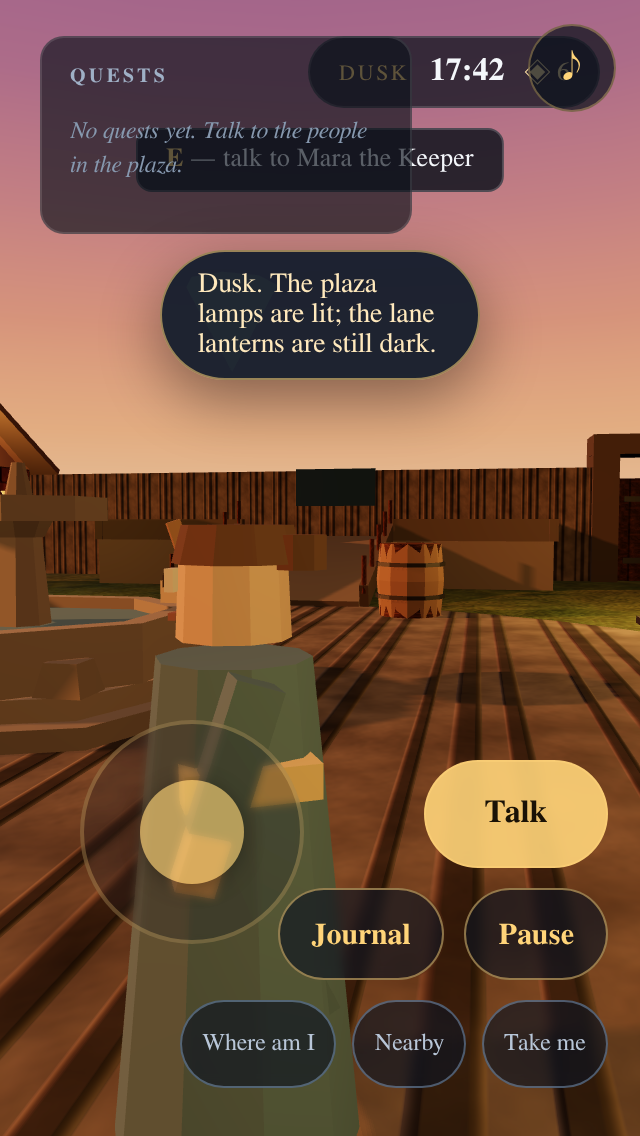 QUESTS
DUSK 17:42 ◈ 6
No quests yet. Talk to the people
in the plaza.
E — talk to Mara the Keeper
Dusk. The plaza
lamps are lit; the lane
lanterns are still dark.
Talk
Journal
Pause
Where am I
Nearby
Take me